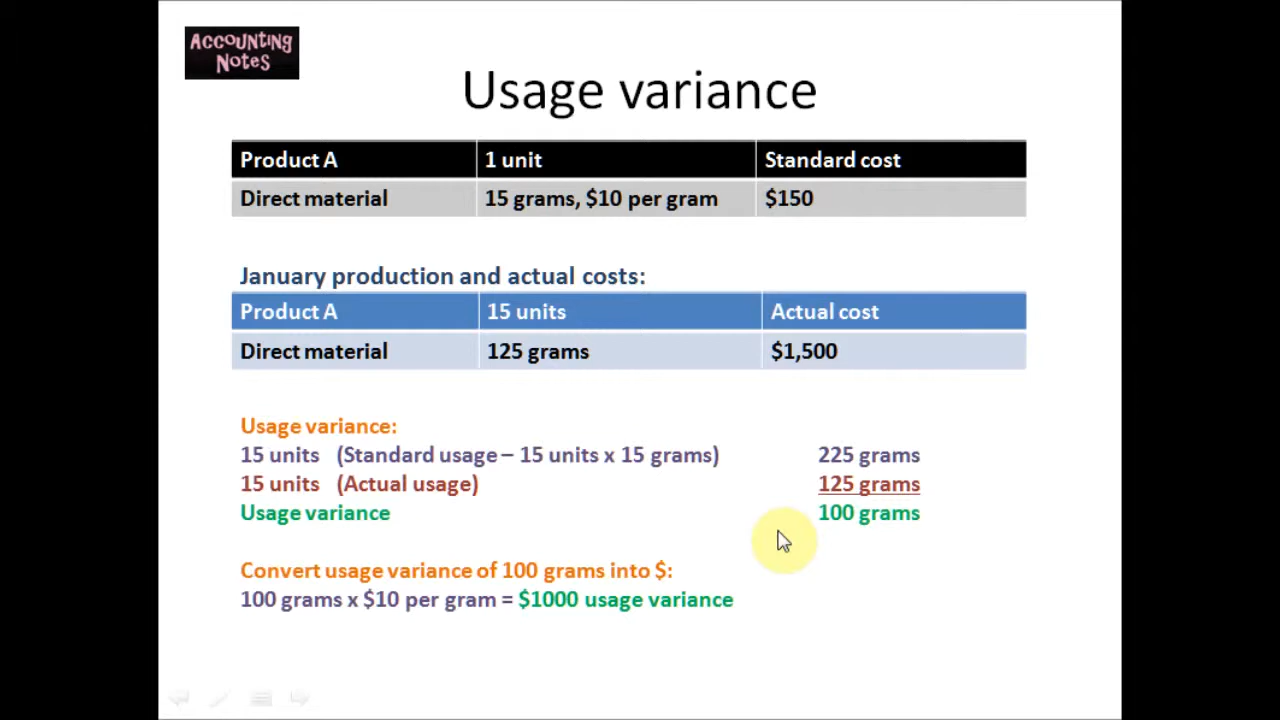 ACCOUNTING
NOTES
Usage variance
Product A 1 unit Standard cost
Direct material 15 grams, $10 per gram $150
January production and actual costs:
Product A 15 units Actual cost
Direct material 125 grams $1,500
Usage variance:
15 units (Standard usage – 15 units x 15 grams) 225 grams
15 units (Actual usage) 125 grams
Usage variance 100 grams
Convert usage variance of 100 grams into $:
100 grams x $10 per gram = $1000 usage variance